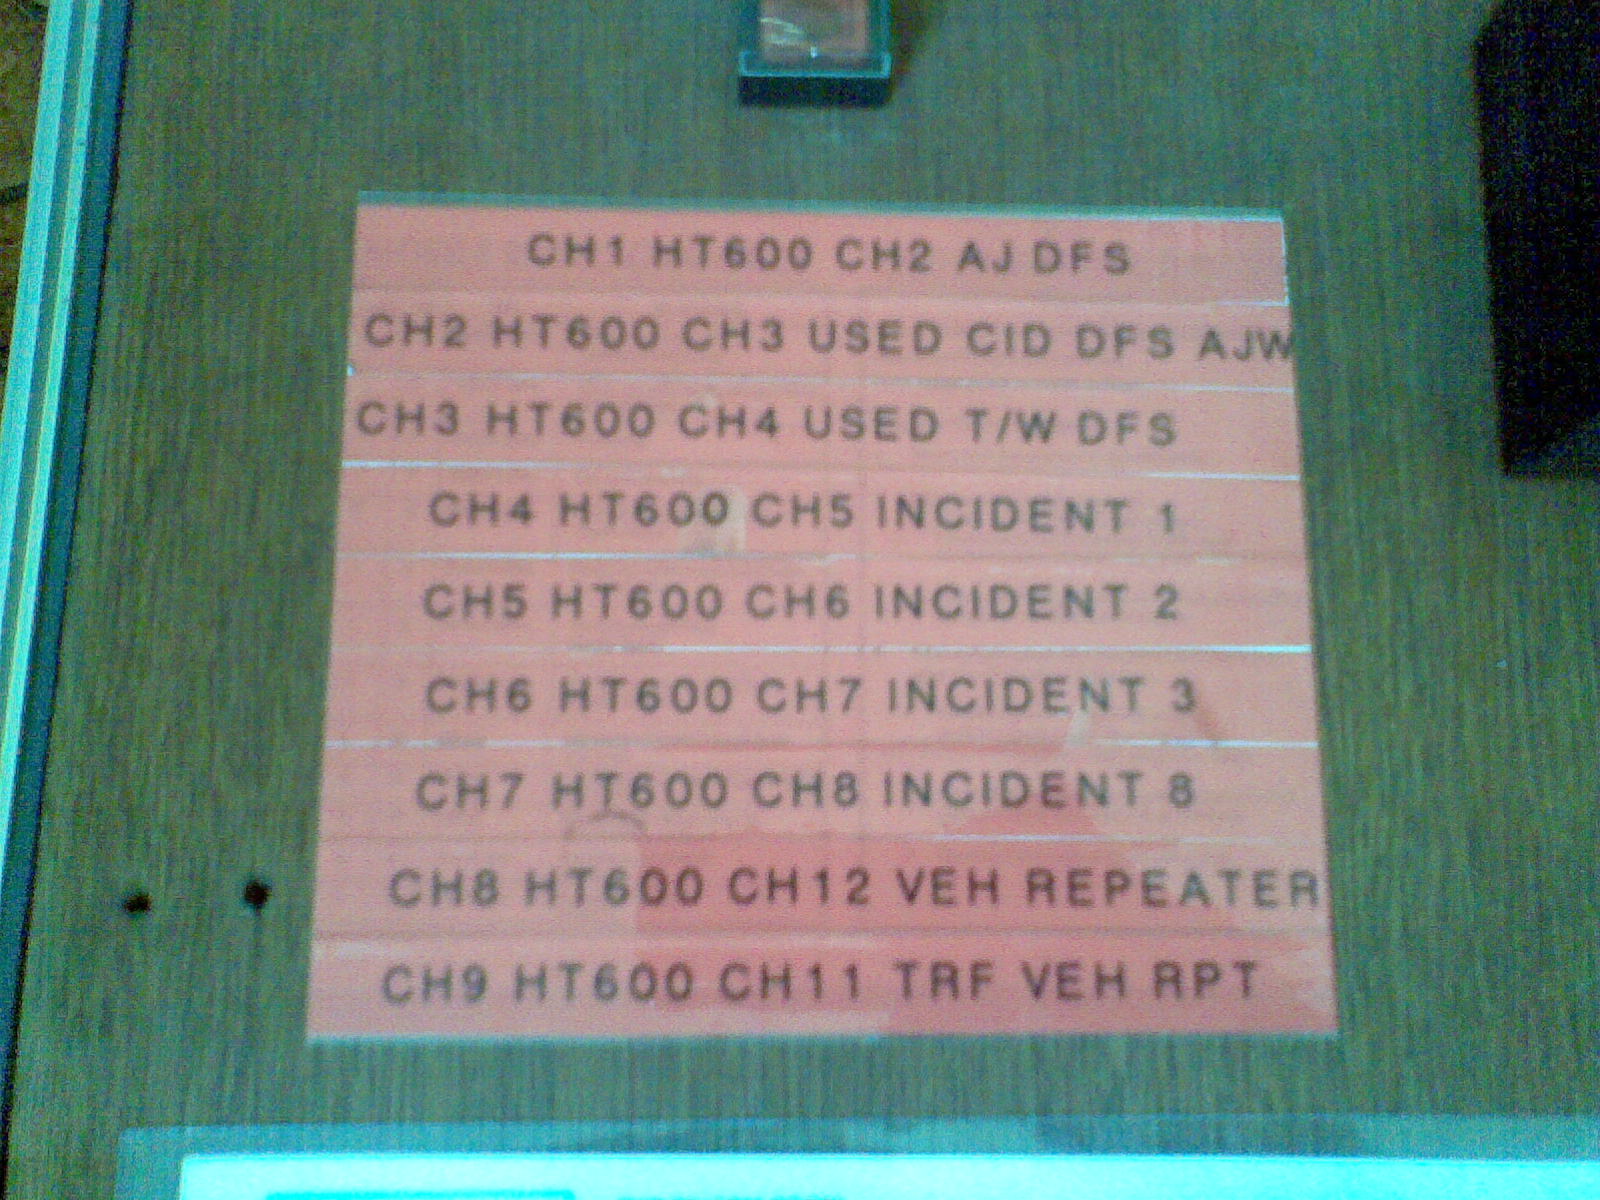 CH1 HT600 CH2 AJ DFS
CH2 HT600 CH3 USED CID DFS AJW
CH3 HT600 CH4 USED T/W DFS
CH4 HT600 CH5 INCIDENT 1
CH5 HT600 CH6 INCIDENT 2
CH6 HT600 CH7 INCIDENT 3
CH7 HT600 CH8 INCIDENT 8
CH8 HT600 CH12 VEH REPEATER
CH9 HT600 CH11 TRF VEH RPT